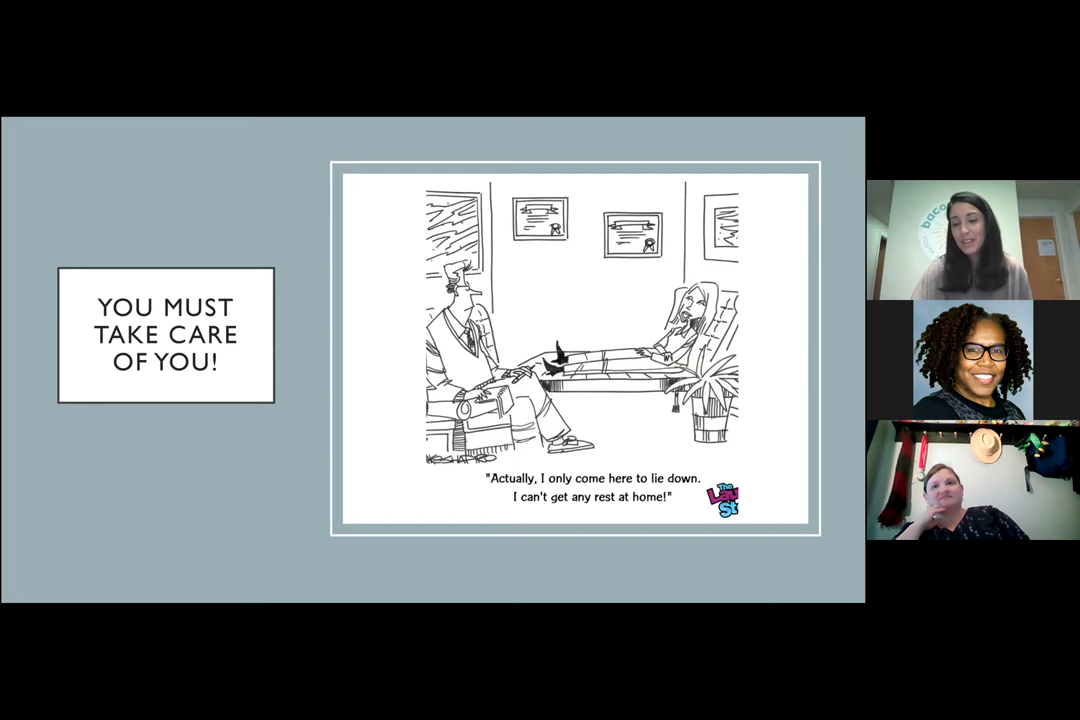 YOU MUST
TAKE CARE
OF YOU!
"Actually, I only come here to lie down.
I can't get any rest at home!"
The